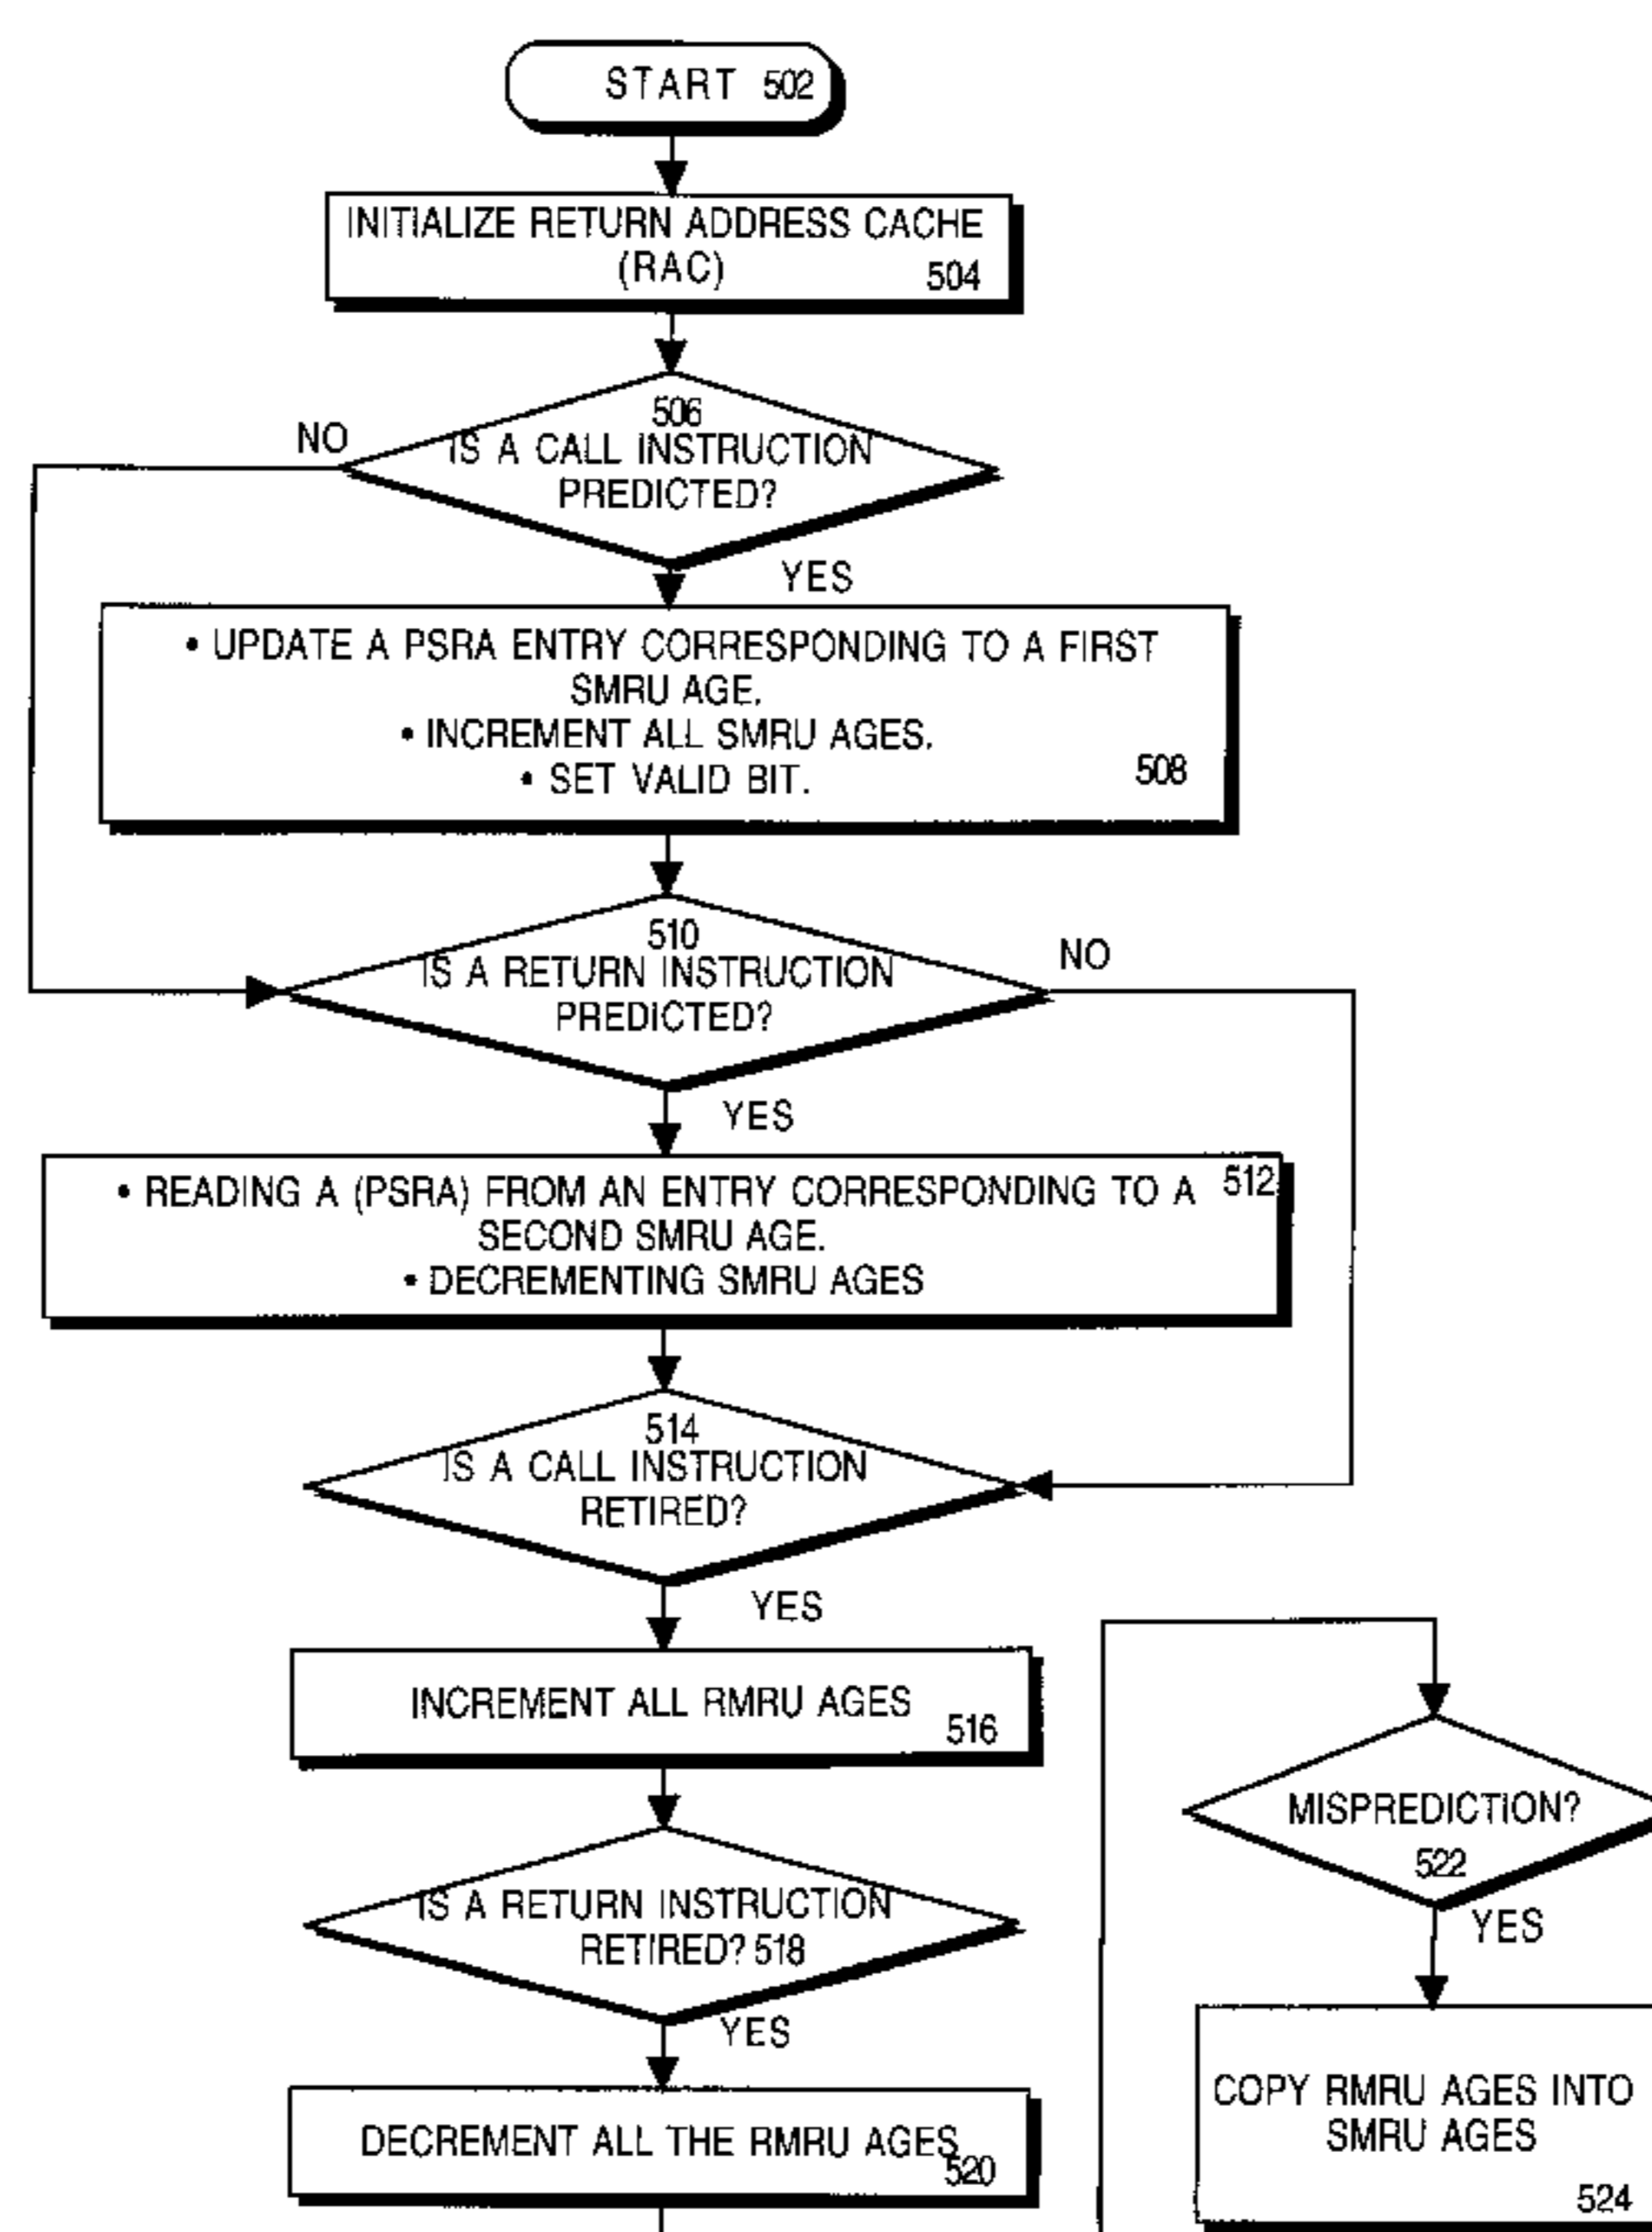 START 502
INITIALIZE RETURN ADDRESS CACHE
(RAC) 504
506
NO
IS A CALL INSTRUCTION
PREDICTED?
YES
• UPDATE A PSRA ENTRY CORRESPONDING TO A FIRST
SMRU AGE.
• INCREMENT ALL SMRU AGES.
• SET VALID BIT. 508
510
NO
IS A RETURN INSTRUCTION
PREDICTED?
YES
• READING A (PSRA) FROM AN ENTRY CORRESPONDING TO A 512
SECOND SMRU AGE.
• DECREMENTING SMRU AGES
514
IS A CALL INSTRUCTION
RETIRED?
YES
INCREMENT ALL RMRU AGES
516
IS A RETURN INSTRUCTION
RETIRED? 518
YES
DECREMENT ALL THE RMRU AGES
520
MISPREDICTION?
522
YES
COPY RMRU AGES INTO
SMRU AGES
524